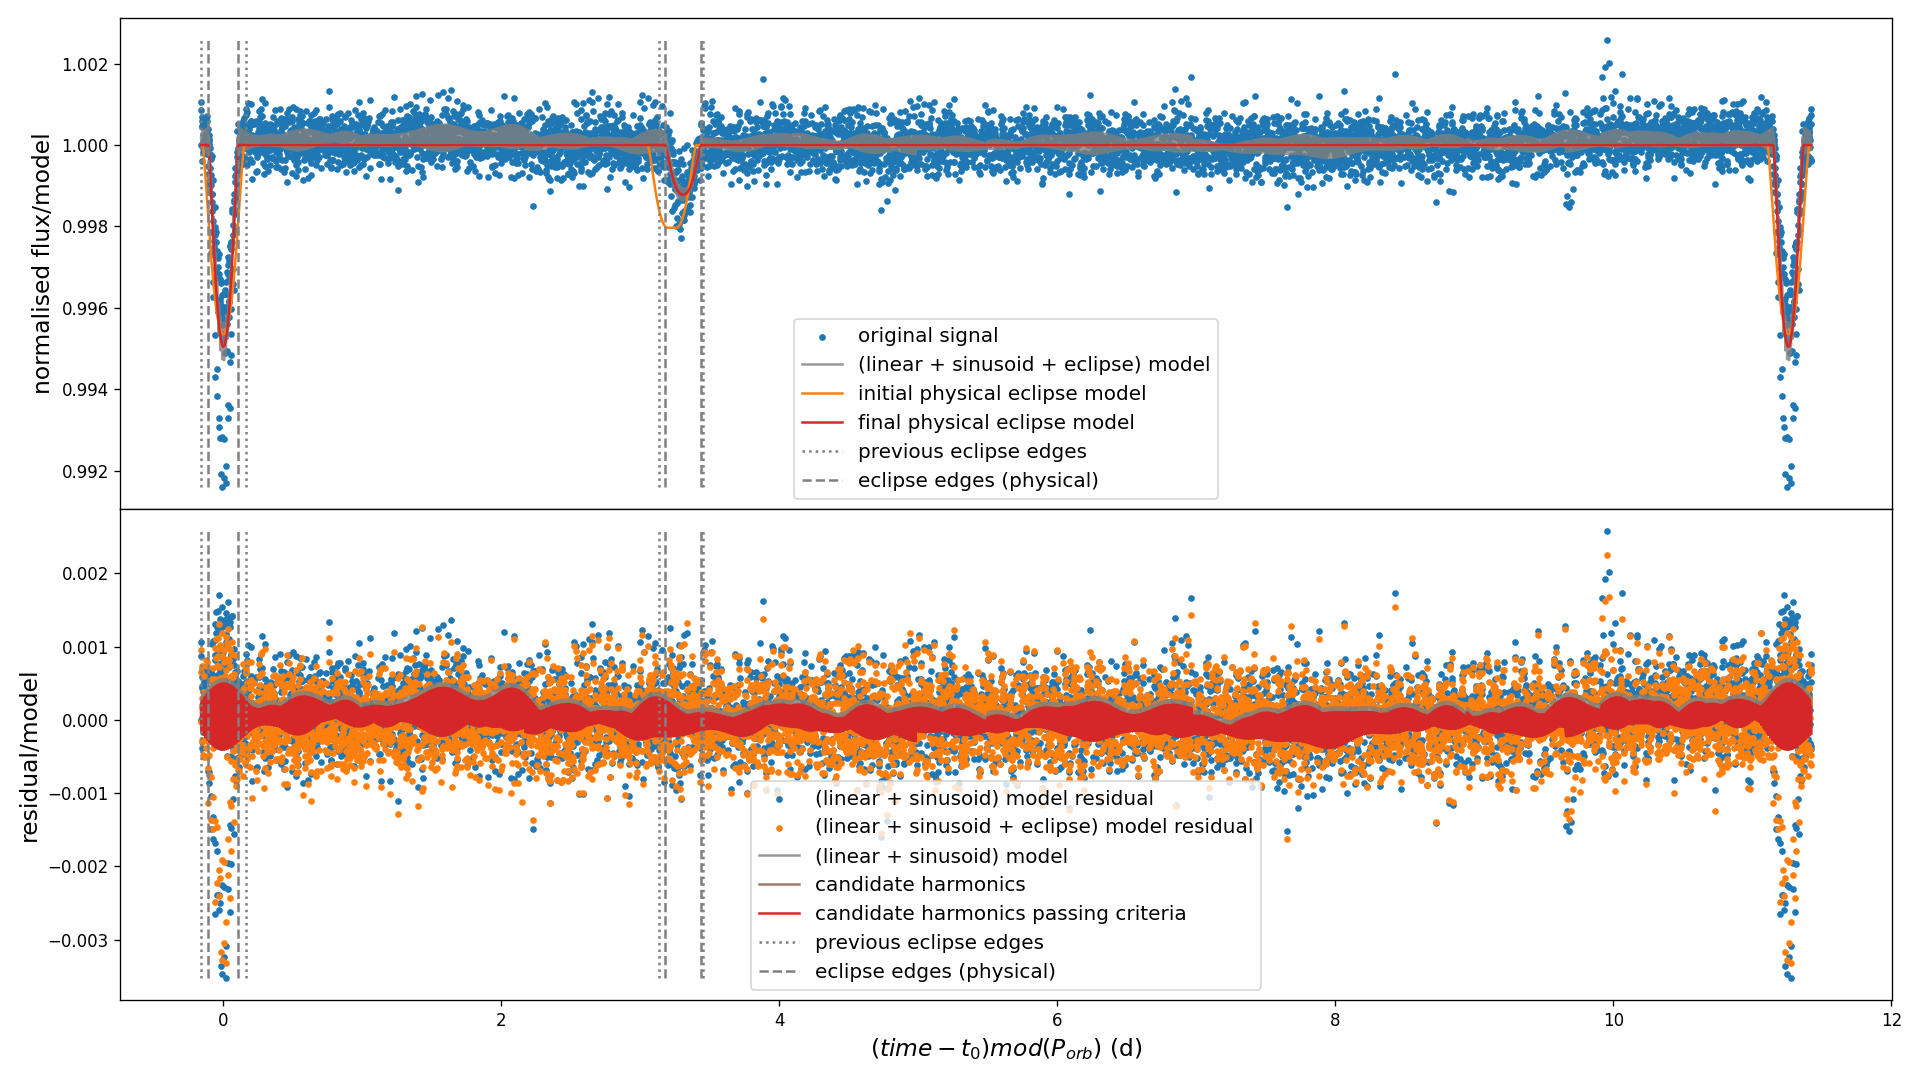 normalised flux/model
1.002
1.000
0.998
0.996
0.994
0.992
original signal
(linear + sinusoid + eclipse) model
initial physical eclipse model
final physical eclipse model
previous eclipse edges
eclipse edges (physical)
residual/model
0.002
0.001
0.000
−0.001
−0.002
−0.003
(linear + sinusoid) model residual
(linear + sinusoid + eclipse) model residual
(linear + sinusoid) model
candidate harmonics
candidate harmonics passing criteria
previous eclipse edges
eclipse edges (physical)
0 2 4 6 8 10 12
(time − t₀)mod(P_orb) (d)